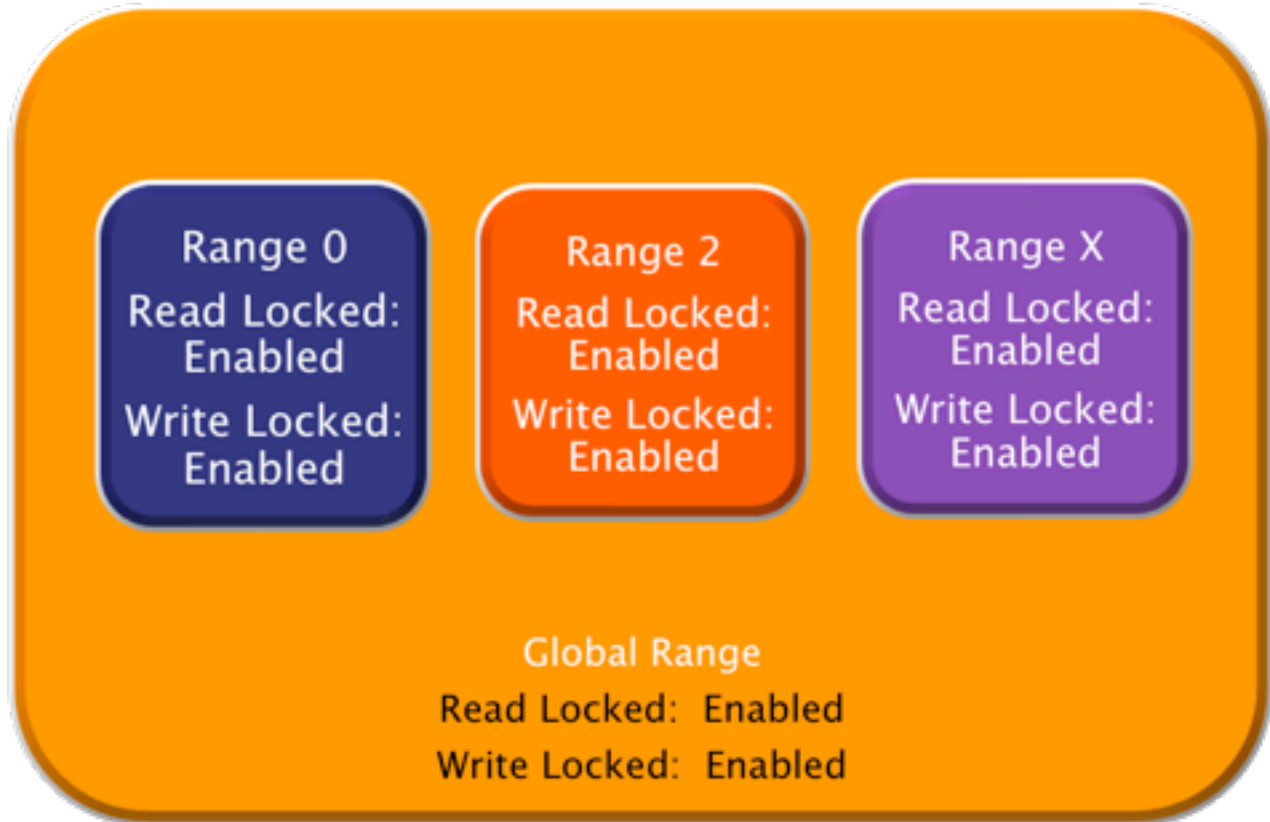 Range 0
Read Locked:
Enabled
Write Locked:
Enabled
Range 2
Read Locked:
Enabled
Write Locked:
Enabled
Range X
Read Locked:
Enabled
Write Locked:
Enabled
Global Range
Read Locked: Enabled
Write Locked: Enabled